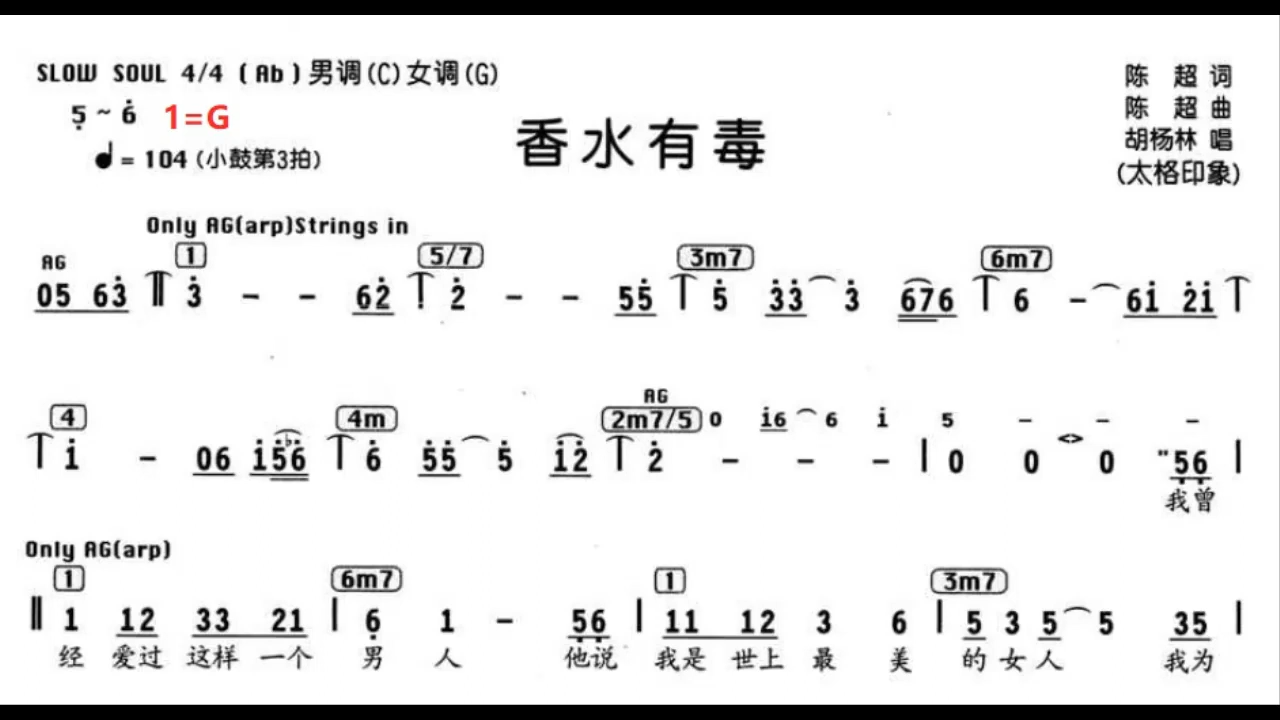 SLOW SOUL 4/4 (Ab) 男调(C) 女调(G)
5 ~ 6 1=G
♩= 104 (小鼓第3拍)
香水有毒
陈 超 词
陈 超 曲
胡杨林 唱
(太格印象)
Only AG(arp)Strings in
AG 1 5/7 3m7 6m7
05 63 3 - - 62 2 - - 55 5 33 3 676 6 - 61 21
AG
4 4m 2m7/5 0 16 6 1 5 - - -
1 - 06 15b6 6 55 5 12 2 - - - | 0 0 0 "56 |
<>
我曾
Only AG(arp)
1 6m7 1 3m7
1 12 33 21 | 6 1 - 56 | 11 12 3 6 | 5 3 5 5 35 |
经 爱过 这样 一个 男 人 他说 我是 世上 最 美 的 女 人 我为